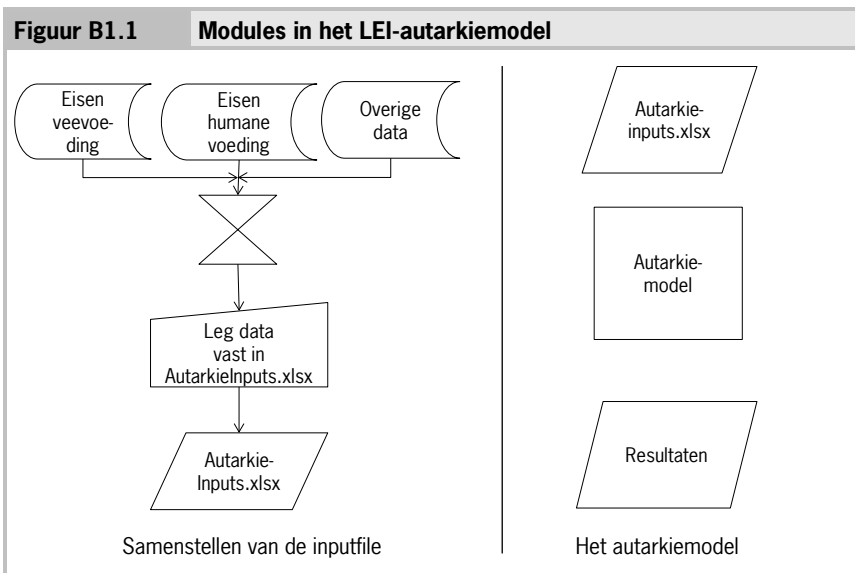 Figuur B1.1 Modules in het LEI-autarkiemodel
Eisen
veevoe-
ding
Eisen
humane
voeding
Overige
data
Leg data
vast in
AutarkieInputs.xlsx
Autarkie-
Inputs.xlsx
Samenstellen van de inputfile
Autarkie-
inputs.xlsx
Autarkie-
model
Resultaten
Het autarkiemodel